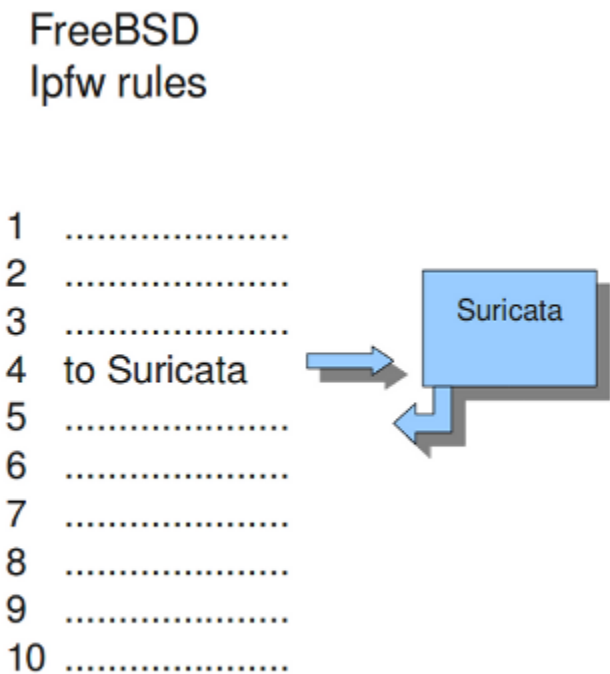 FreeBSD
Ipfw rules
1 .....................
2 .....................
3 .....................
4 to Suricata
Suricata
5 .....................
6 .....................
7 .....................
8 .....................
9 .....................
10 .....................